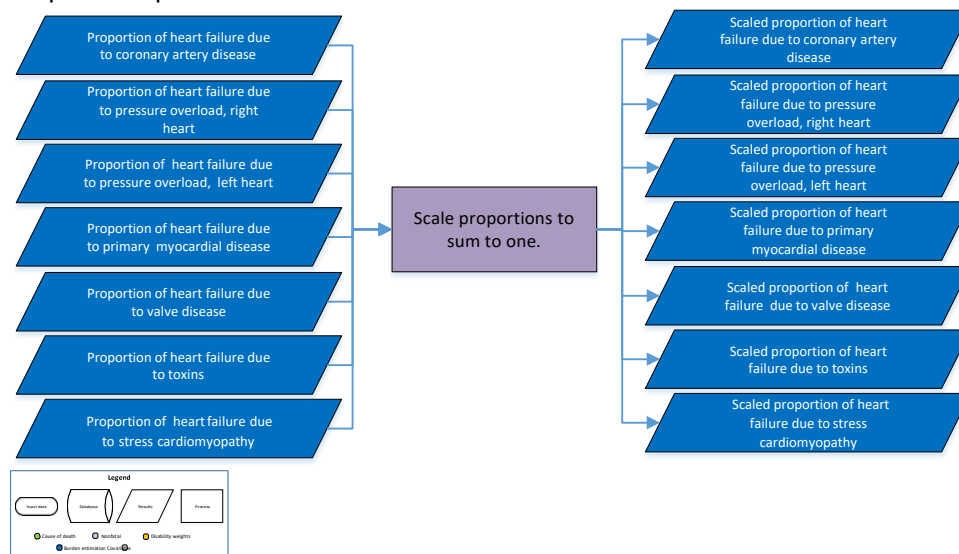 Proportion of heart failure due
to coronary artery disease
Proportion of heart failure due
to pressure overload, right
heart
Proportion of heart failure due
to pressure overload, left heart
Proportion of heart failure due
to primary myocardial disease
Proportion of heart failure due
to valve disease
Proportion of heart failure due
to toxins
Proportion of heart failure due
to stress cardiomyopathy
Scale proportions to
sum to one.
Scaled proportion of heart
failure due to coronary artery
disease
Scaled proportion of heart
failure due to pressure
overload, right heart
Scaled proportion of heart
failure due to pressure
overload, left heart
Scaled proportion of heart
failure due to primary
myocardial disease
Scaled proportion of heart
failure due to valve disease
Scaled proportion of heart
failure due to toxins
Scaled proportion of heart
failure due to stress
cardiomyopathy
Legend
Input data
Database
Results
Process
Cause of death
Nonfatal
Disability weights
Burden estimation